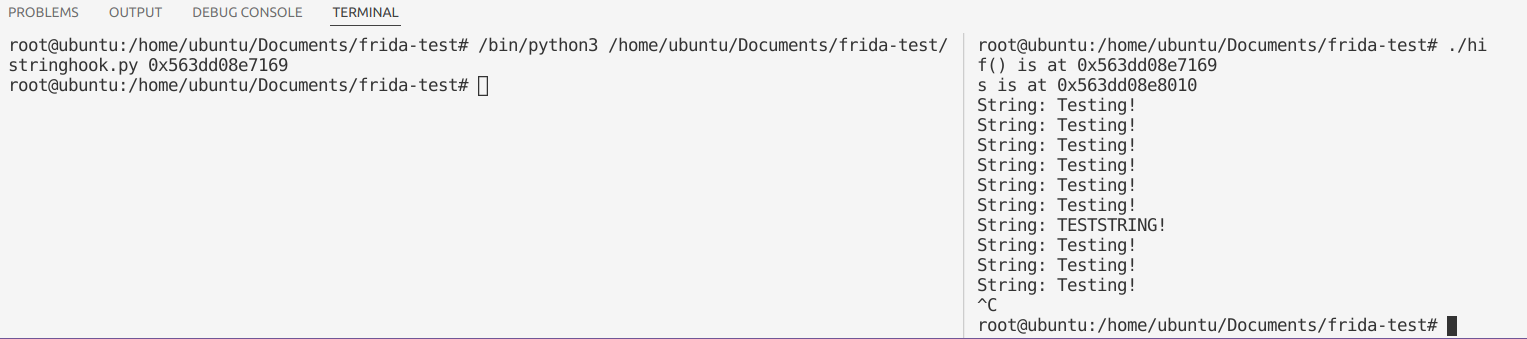 PROBLEMS OUTPUT DEBUG CONSOLE TERMINAL
root@ubuntu:/home/ubuntu/Documents/frida-test# /bin/python3 /home/ubuntu/Documents/frida-test/
stringhook.py 0x563dd08e7169
root@ubuntu:/home/ubuntu/Documents/frida-test#
root@ubuntu:/home/ubuntu/Documents/frida-test# ./hi
f() is at 0x563dd08e7169
s is at 0x563dd08e8010
String: Testing!
String: Testing!
String: Testing!
String: Testing!
String: Testing!
String: Testing!
String: TESTSTRING!
String: Testing!
String: Testing!
String: Testing!
^C
root@ubuntu:/home/ubuntu/Documents/frida-test#